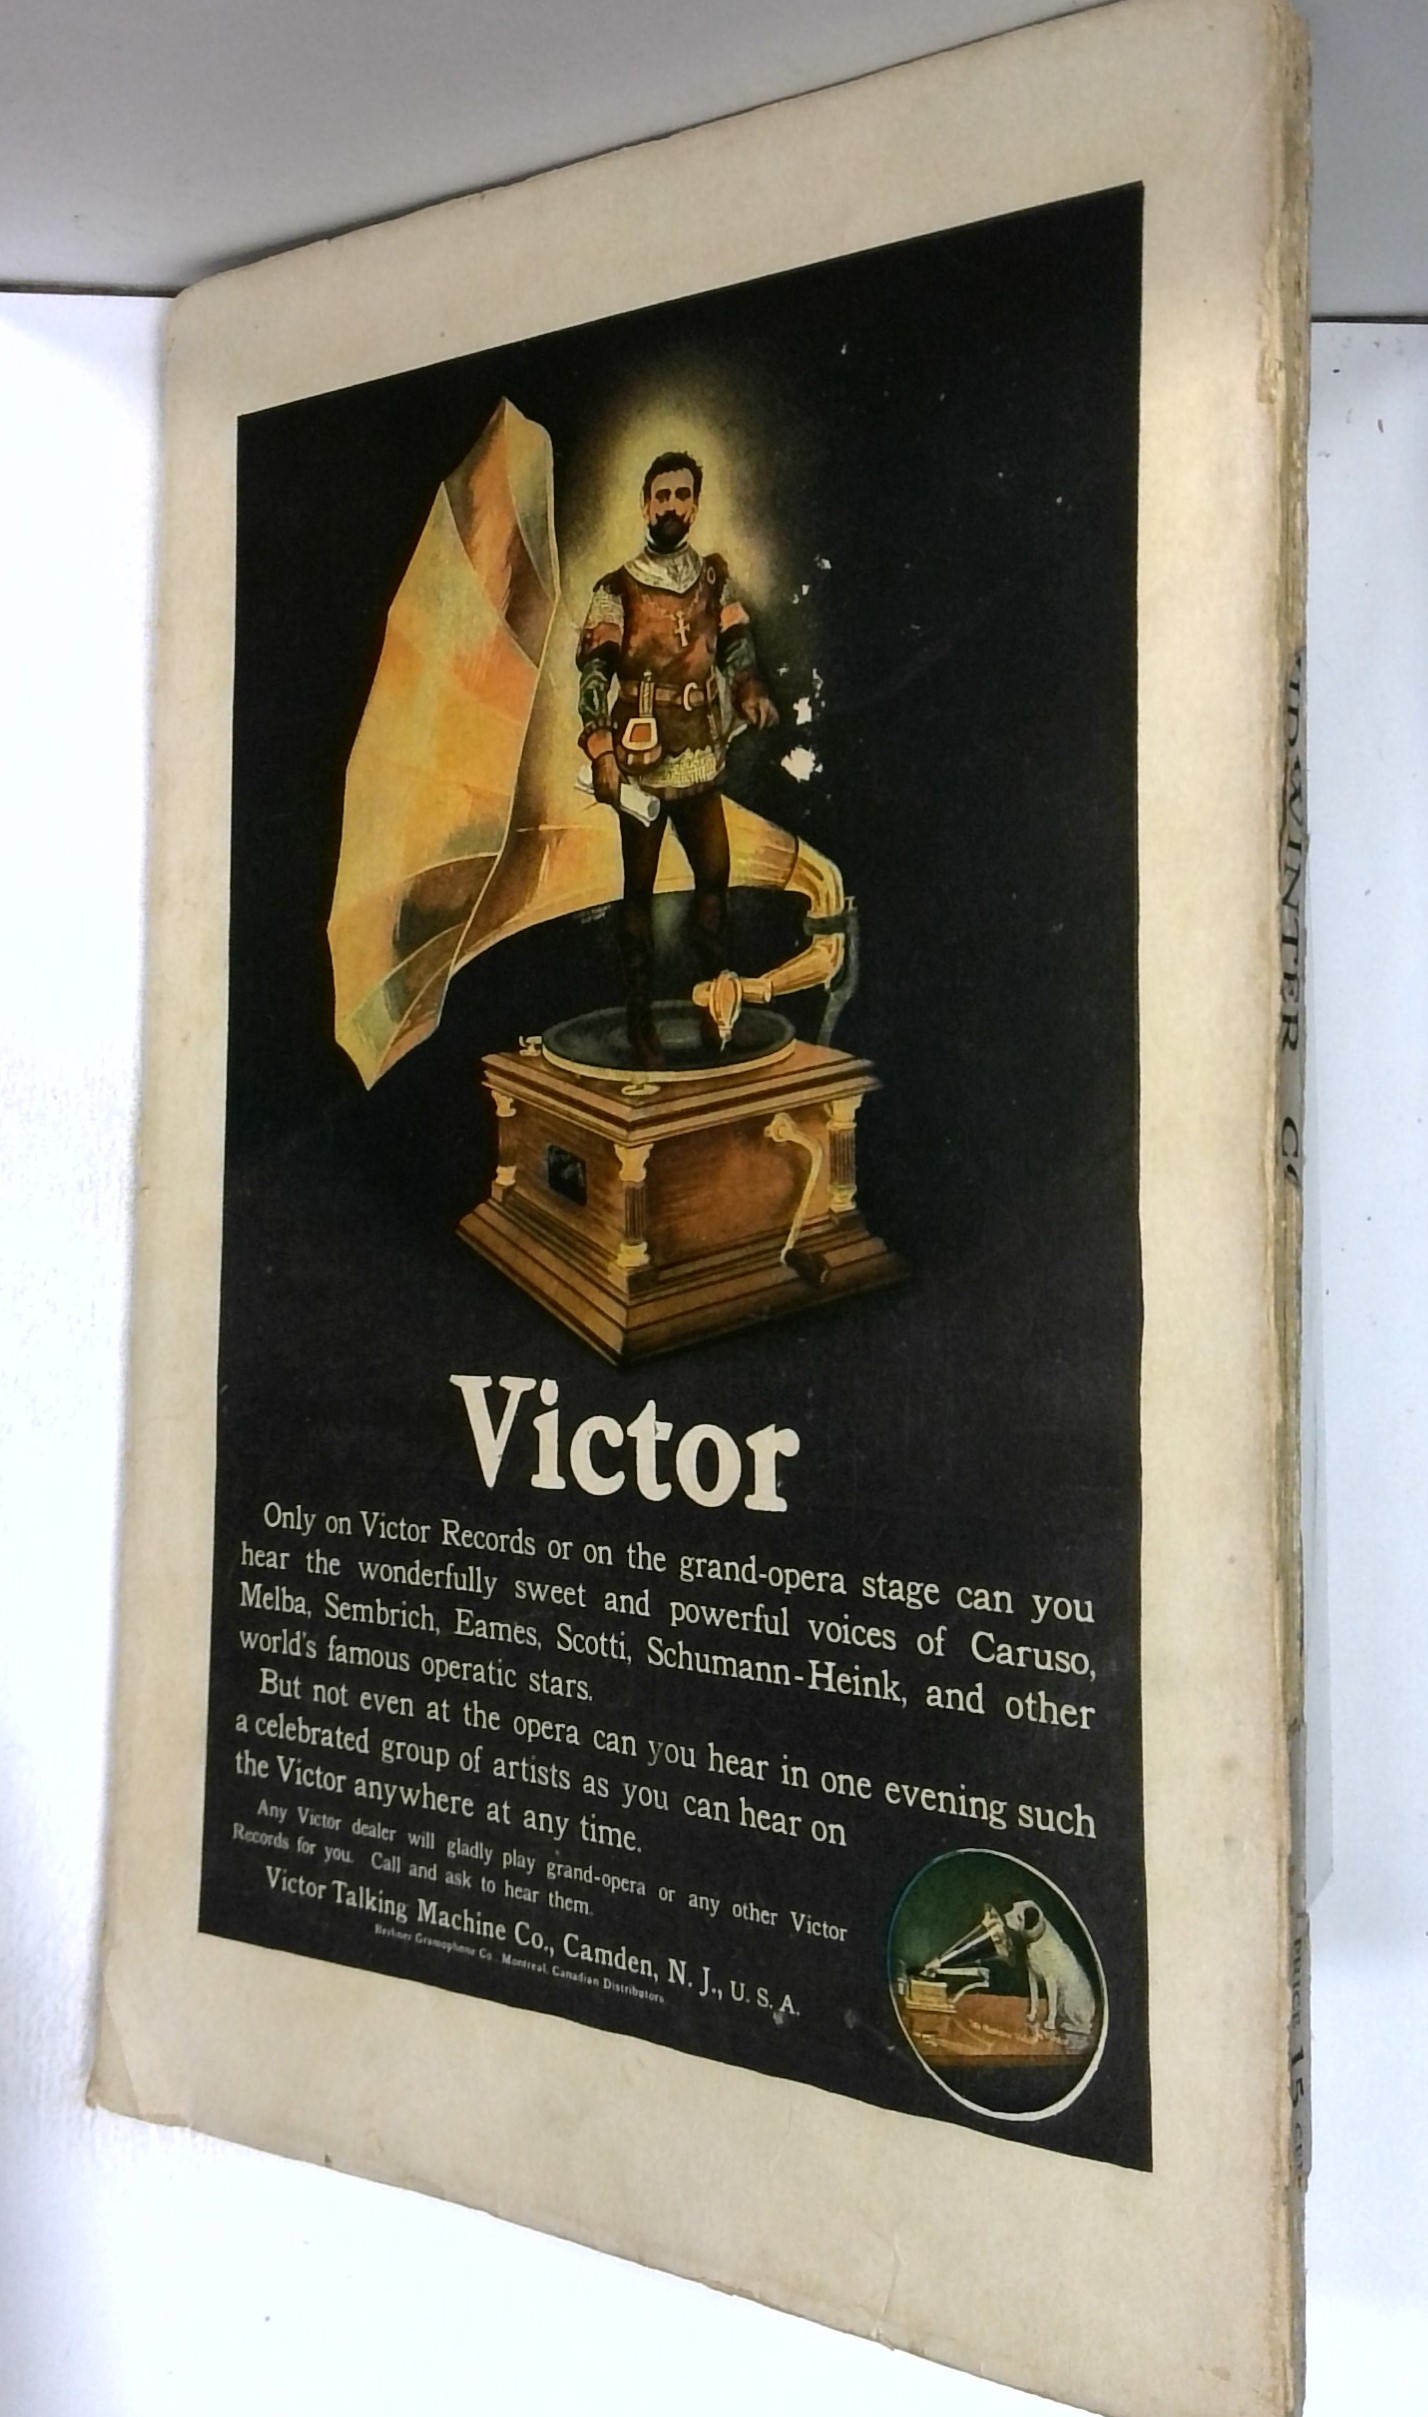 Victor
Only on Victor Records or on the grand-opera stage can you
hear the wonderfully sweet and powerful voices of Caruso,
Melba, Sembrich, Eames, Scotti, Schumann-Heink, and other
world's famous operatic stars.
But not even at the opera can you hear in one evening such
a celebrated group of artists as you can hear on
the Victor anywhere at any time.
Any Victor dealer will gladly play grand-opera or any other Victor
Records for you. Call and ask to hear them.
Victor Talking Machine Co., Camden, N. J., U. S. A.
Berliner Gramophone Co., Montreal, Canadian Distributors
WINTER
PRICE 15